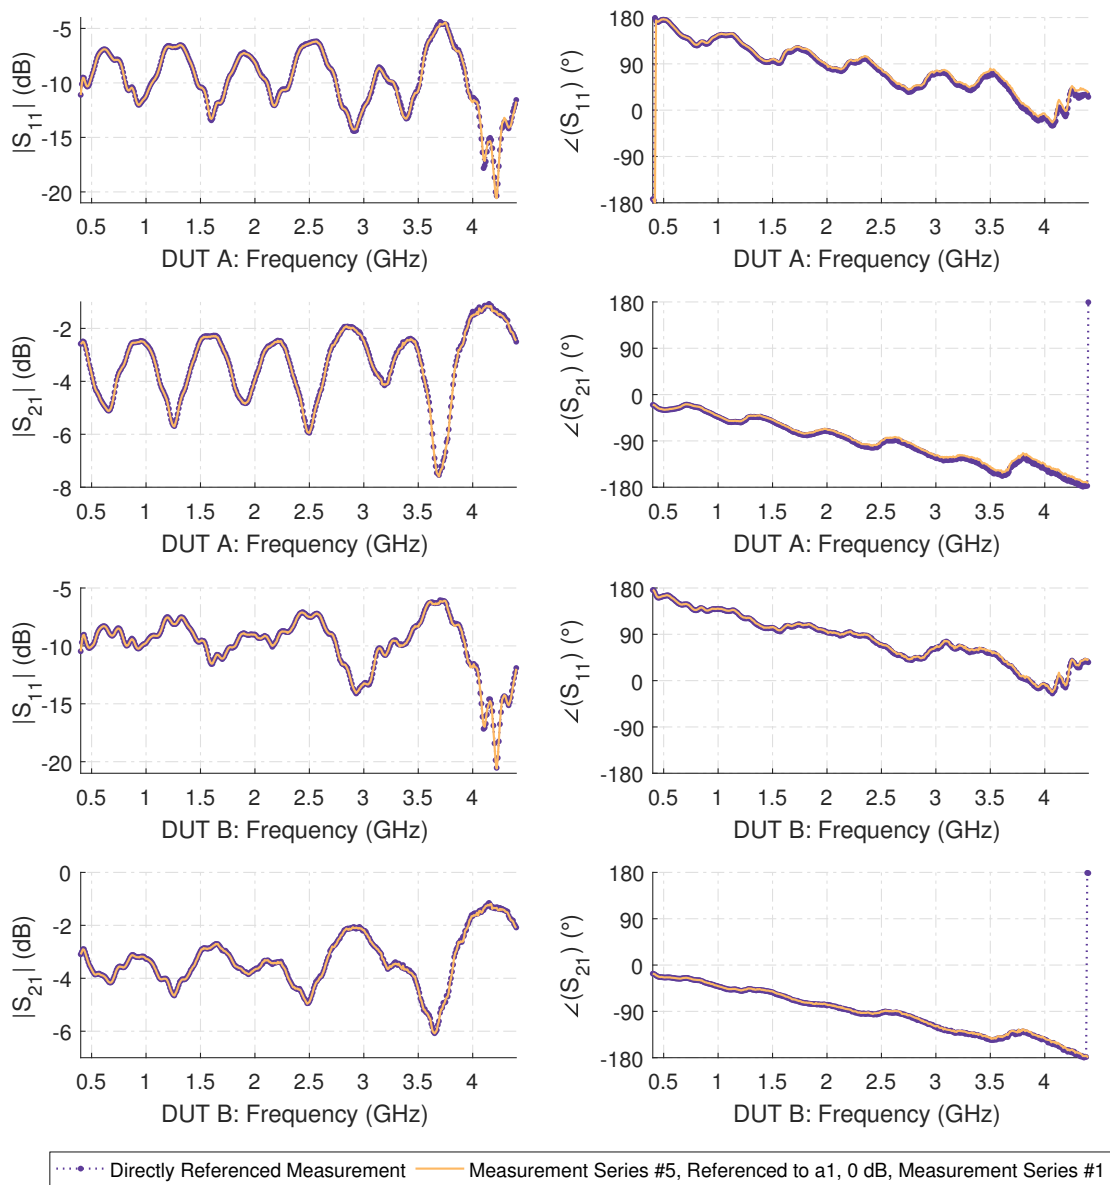 -5
-10
-15
-20
|S11| (dB)
0.5 1 1.5 2 2.5 3 3.5 4
DUT A: Frequency (GHz)
180
90
0
-90
-180
∠(S11) (°)
0.5 1 1.5 2 2.5 3 3.5 4
DUT A: Frequency (GHz)
-2
-4
-6
-8
|S21| (dB)
0.5 1 1.5 2 2.5 3 3.5 4
DUT A: Frequency (GHz)
180
90
0
-90
-180
∠(S21) (°)
0.5 1 1.5 2 2.5 3 3.5 4
DUT A: Frequency (GHz)
-5
-10
-15
-20
|S11| (dB)
0.5 1 1.5 2 2.5 3 3.5 4
DUT B: Frequency (GHz)
180
90
0
-90
-180
∠(S11) (°)
0.5 1 1.5 2 2.5 3 3.5 4
DUT B: Frequency (GHz)
0
-2
-4
-6
|S21| (dB)
0.5 1 1.5 2 2.5 3 3.5 4
DUT B: Frequency (GHz)
180
90
0
-90
-180
∠(S21) (°)
0.5 1 1.5 2 2.5 3 3.5 4
DUT B: Frequency (GHz)
Directly Referenced Measurement
Measurement Series #5, Referenced to a1, 0 dB, Measurement Series #1